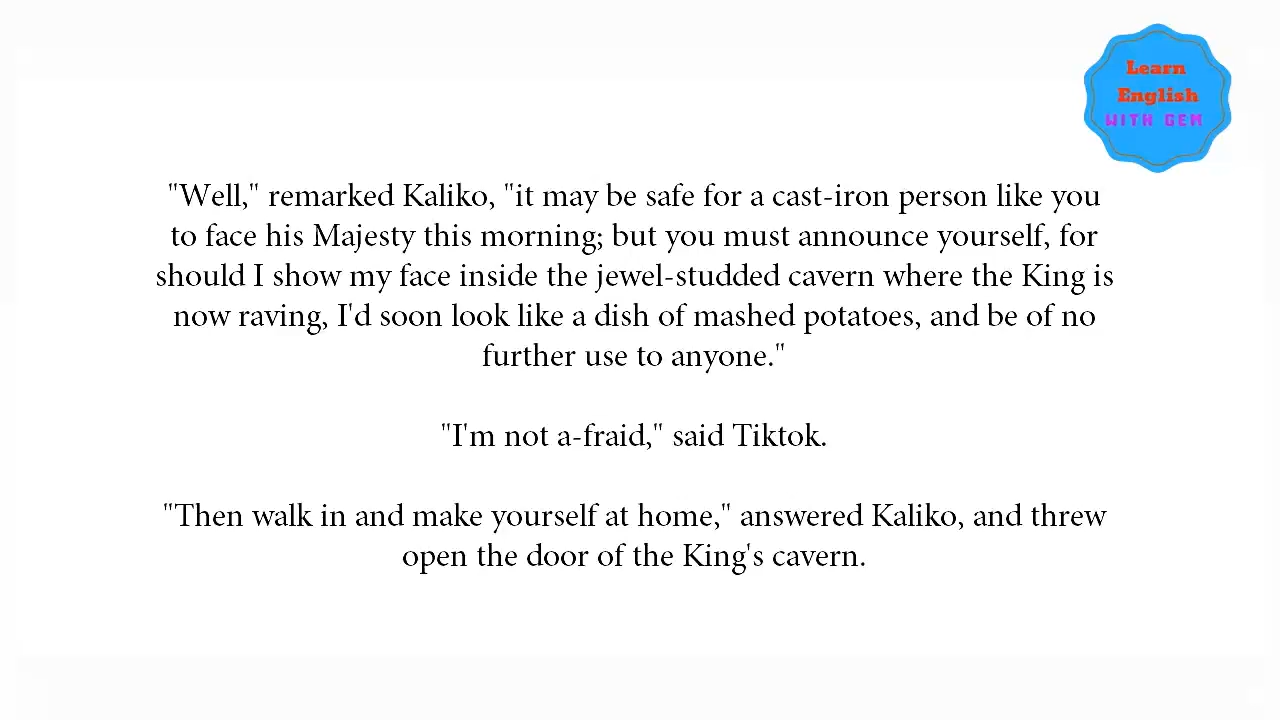 Learn
English
WITH GEM
"Well," remarked Kaliko, "it may be safe for a cast-iron person like you
to face his Majesty this morning; but you must announce yourself, for
should I show my face inside the jewel-studded cavern where the King is
now raving, I'd soon look like a dish of mashed potatoes, and be of no
further use to anyone."
"I'm not a-fraid," said Tiktok.
"Then walk in and make yourself at home," answered Kaliko, and threw
open the door of the King's cavern.